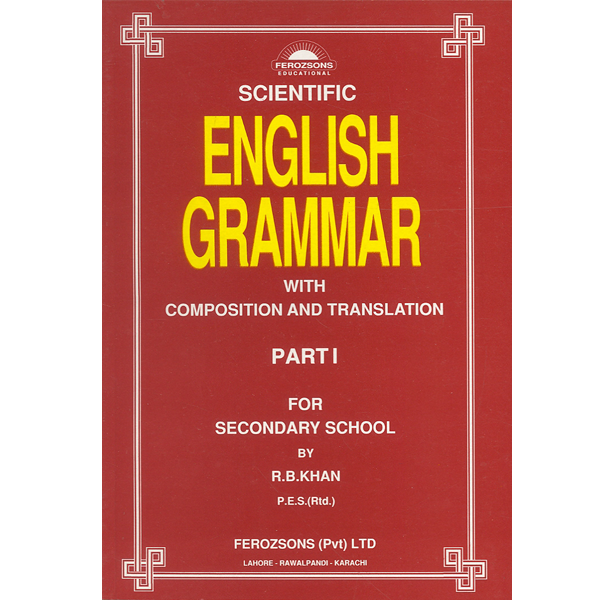 FEROZSONS
EDUCATIONAL
SCIENTIFIC
ENGLISH
GRAMMAR
WITH
COMPOSITION AND TRANSLATION
PART I
FOR
SECONDARY SCHOOL
BY
R.B.KHAN
P.E.S.(Rtd.)
FEROZSONS (Pvt) LTD
LAHORE - RAWALPANDI - KARACHI